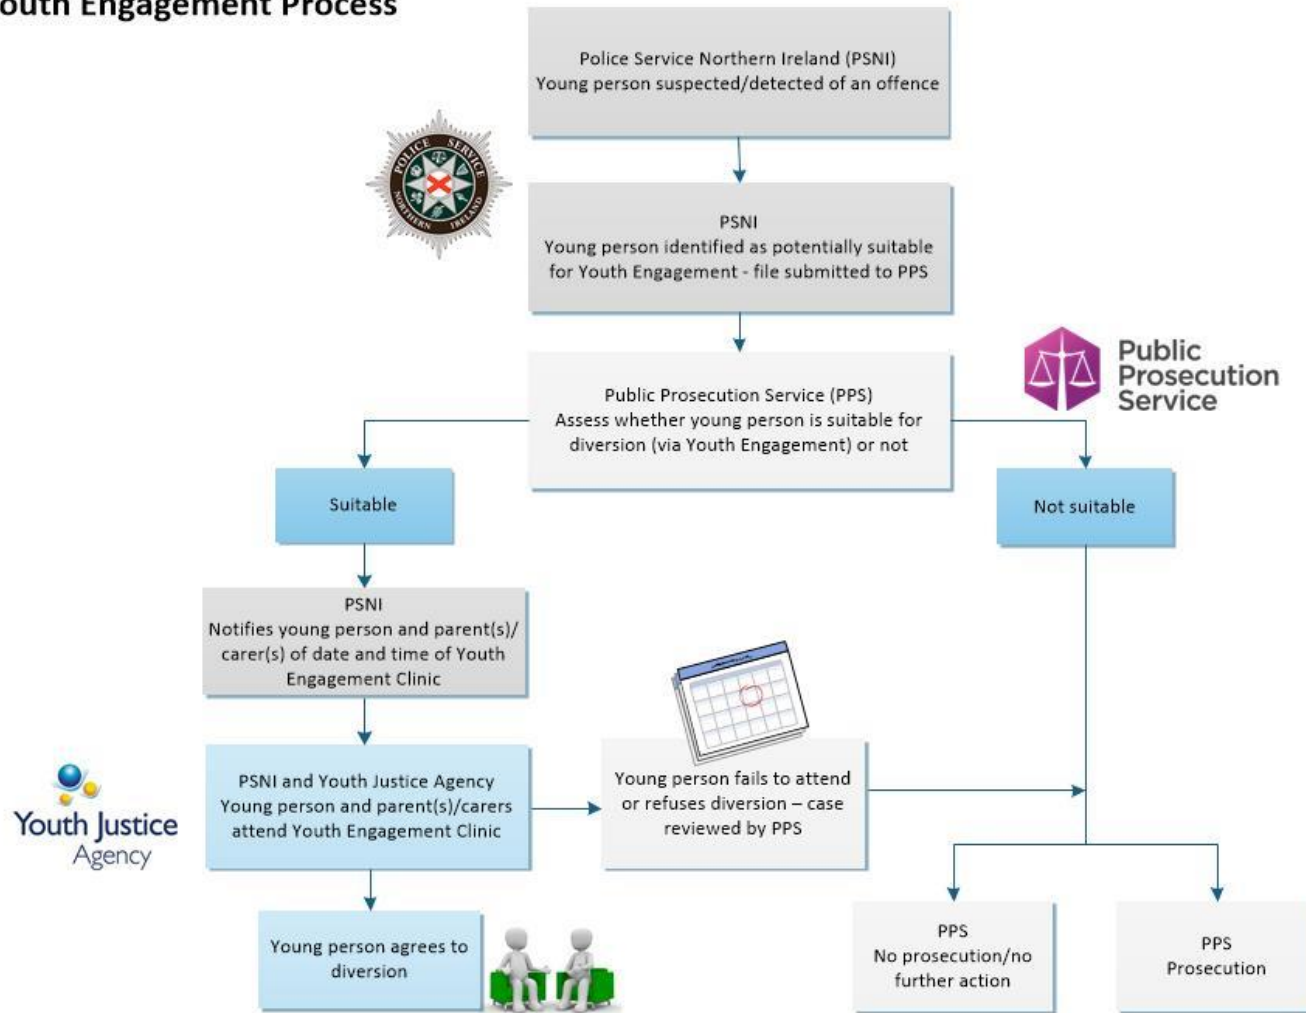 outh Engagement Process
Police Service Northern Ireland (PSNI)
Young person suspected/detected of an offence
POLICE SERVICE
NORTHERN IRELAND
PSNI
Young person identified as potentially suitable
for Youth Engagement - file submitted to PPS
Public
Prosecution
Service
Public Prosecution Service (PPS)
Assess whether young person is suitable for
diversion (via Youth Engagement) or not
Suitable
Not suitable
PSNI
Notifies young person and parent(s)/
carer(s) of date and time of Youth
Engagement Clinic
Youth Justice
Agency
PSNI and Youth Justice Agency
Young person and parent(s)/carers
attend Youth Engagement Clinic
Young person fails to attend
or refuses diversion – case
reviewed by PPS
Young person agrees to
diversion
PPS
No prosecution/no
further action
PPS
Prosecution